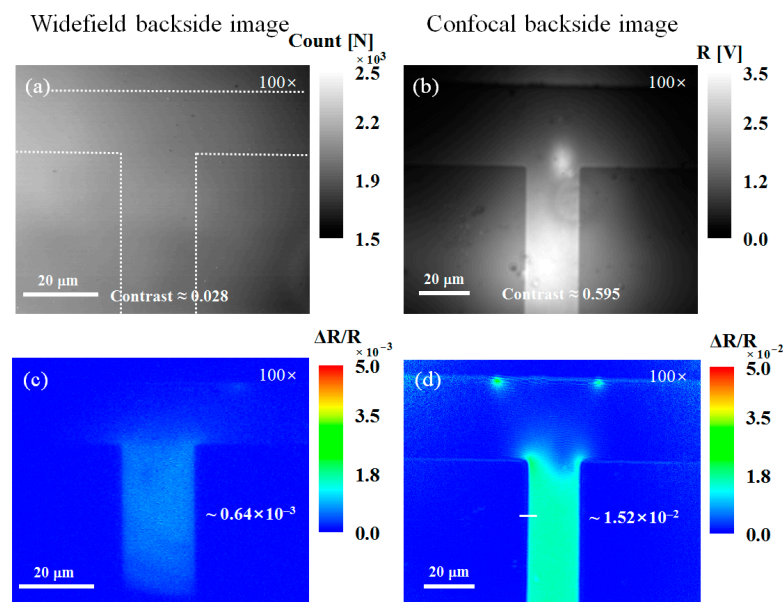 Widefield backside image
Confocal backside image
Count [N]
× 10³
(a)
100×
2.5
2.2
1.9
1.5
20 μm
Contrast ≈ 0.028
R [V]
(b)
100×
3.5
2.4
1.2
0.0
20 μm
Contrast ≈ 0.595
ΔR/R
× 10⁻³
(c)
100×
5.0
3.5
1.8
0.0
~ 0.64×10⁻³
20 μm
ΔR/R
× 10⁻²
(d)
100×
5.0
3.5
1.8
0.0
~ 1.52×10⁻²
20 μm